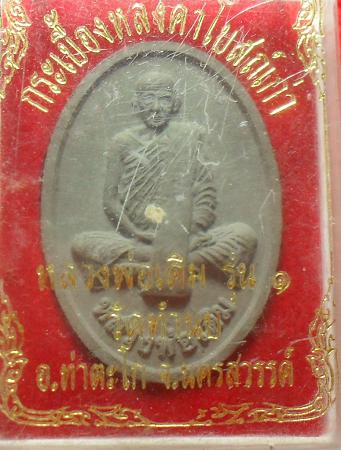 กระเบื้องหลังคาโบสถ์เก่า
หลวงพ่อเดิม รุ่น ๑
อ.ท่าตะโก จ.นครสวรรค์